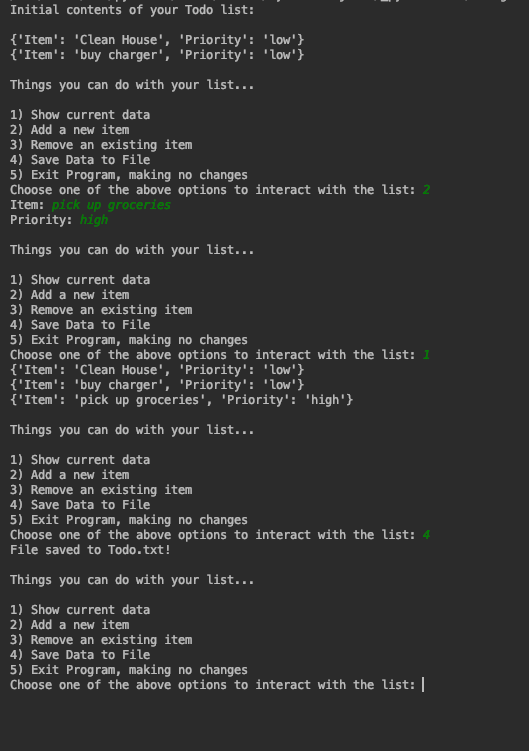 Initial contents of your Todo list:
{'Item': 'Clean House', 'Priority': 'low'}
{'Item': 'buy charger', 'Priority': 'low'}
Things you can do with your list...
1) Show current data
2) Add a new item
3) Remove an existing item
4) Save Data to File
5) Exit Program, making no changes
Choose one of the above options to interact with the list: 2
Item: pick up groceries
Priority: high
Things you can do with your list...
1) Show current data
2) Add a new item
3) Remove an existing item
4) Save Data to File
5) Exit Program, making no changes
Choose one of the above options to interact with the list: 1
{'Item': 'Clean House', 'Priority': 'low'}
{'Item': 'buy charger', 'Priority': 'low'}
{'Item': 'pick up groceries', 'Priority': 'high'}
Things you can do with your list...
1) Show current data
2) Add a new item
3) Remove an existing item
4) Save Data to File
5) Exit Program, making no changes
Choose one of the above options to interact with the list: 4
File saved to Todo.txt!
Things you can do with your list...
1) Show current data
2) Add a new item
3) Remove an existing item
4) Save Data to File
5) Exit Program, making no changes
Choose one of the above options to interact with the list: